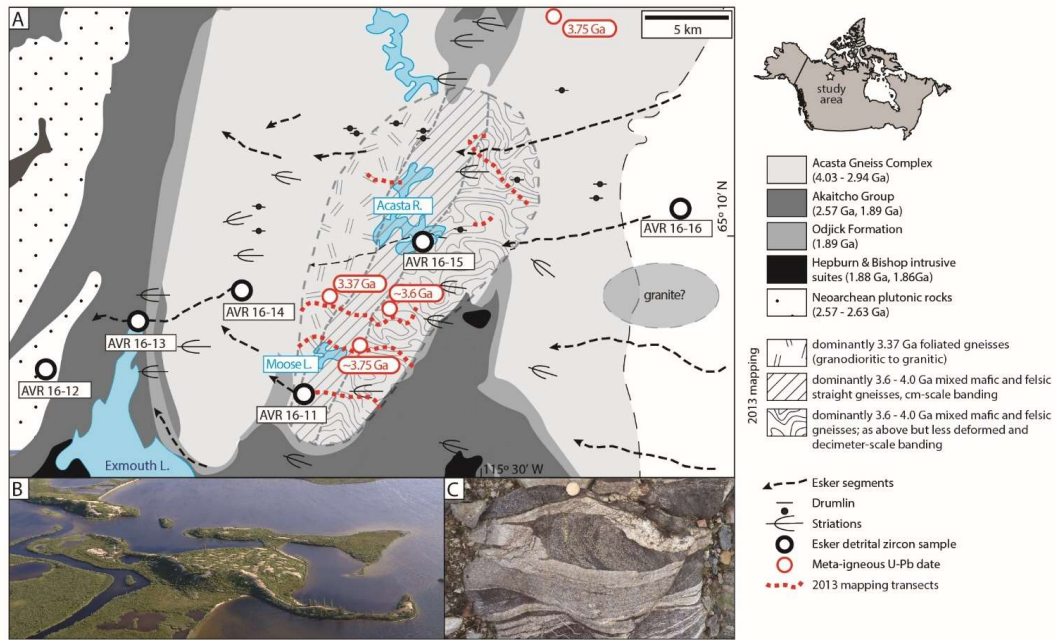 A
3.75 Ga
5 km
Acasta R.
65º 10' N
AVR 16-16
AVR 16-15
3.37 Ga
~3.6 Ga
granite?
AVR 16-14
AVR 16-13
Moose L.
~3.75 Ga
AVR 16-12
AVR 16-11
Exmouth L.
115º 30' W
B
C
study
area
Acasta Gneiss Complex
(4.03 - 2.94 Ga)
Akaitcho Group
(2.57 Ga, 1.89 Ga)
Odjick Formation
(1.89 Ga)
Hepburn & Bishop intrusive
suites (1.88 Ga, 1.86Ga)
Neoarchean plutonic rocks
(2.57 - 2.63 Ga)
2013 mapping
dominantly 3.37 Ga foliated gneisses
(granodioritic to granitic)
dominantly 3.6 - 4.0 Ga mixed mafic and felsic
straight gneisses, cm-scale banding
dominantly 3.6 - 4.0 Ga mixed mafic and felsic
gneisses; as above but less deformed and
decimeter-scale banding
Esker segments
Drumlin
Striations
Esker detrital zircon sample
Meta-igneous U-Pb date
2013 mapping transects